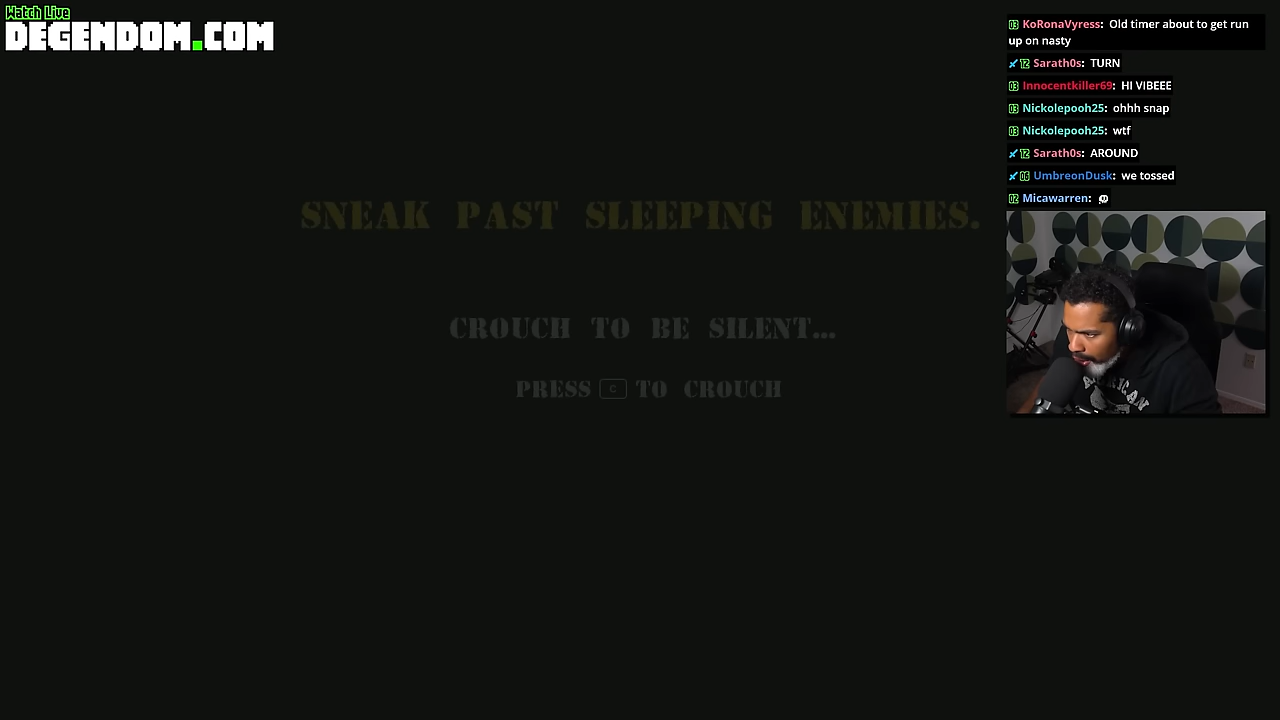 Watch Live
DEGENDOM.COM
KoRonaVyress: Old timer about to get run
up on nasty
Sarath0s: TURN
Innocentkiller69: HI VIBEEE
Nickolepooh25: ohhh snap
Nickolepooh25: wtf
Sarath0s: AROUND
UmbreonDusk: we tossed
Micawarren:
SNEAK PAST SLEEPING ENEMIES.
CROUCH TO BE SILENT...
PRESS C TO CROUCH